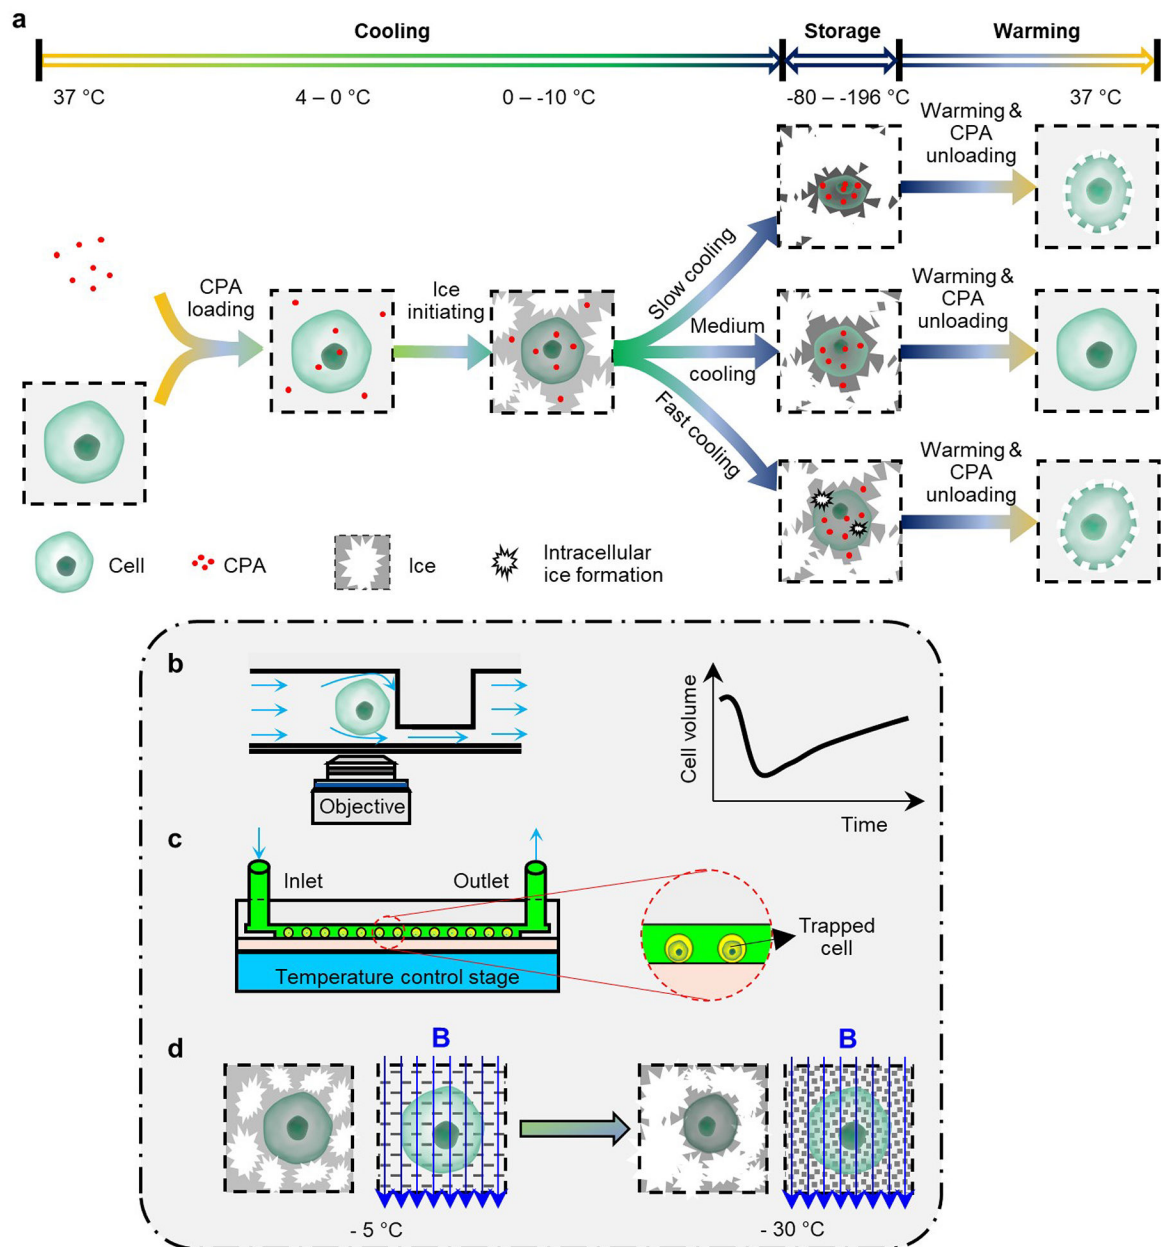 a
Cooling
Storage
Warming
37 °C
4 – 0 °C
0 – -10 °C
-80 – -196 °C
37 °C
Warming &
CPA
unloading
CPA
loading
Ice
initiating
Slow cooling
Medium
cooling
Fast cooling
Warming &
CPA
unloading
Warming &
CPA
unloading
Cell
CPA
Ice
Intracellular
ice formation
b
Objective
Cell volume
Time
c
Inlet
Outlet
Temperature control stage
Trapped
cell
d
B
B
- 5 °C
- 30 °C